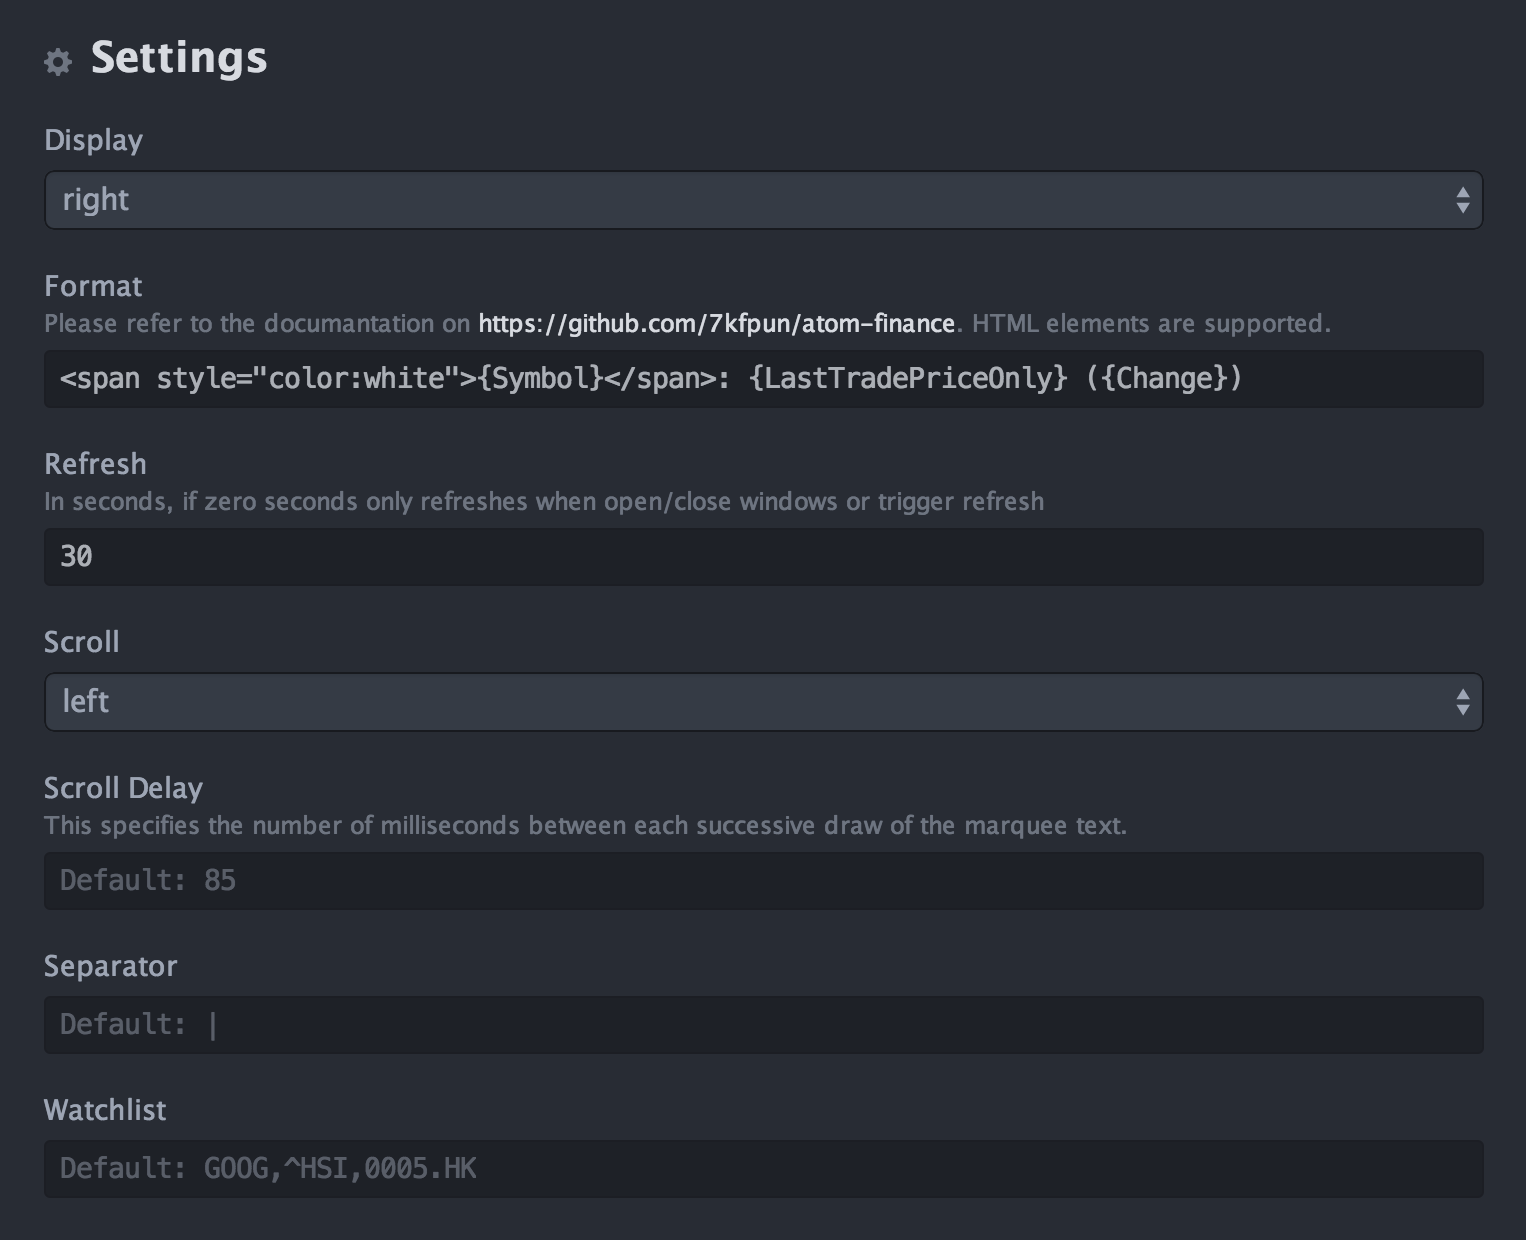 Settings
Display
right
Format
Please refer to the documantation on https://github.com/7kfpun/atom-finance. HTML elements are supported.
<span style="color:white">{Symbol}</span>: {LastTradePriceOnly} ({Change})
Refresh
In seconds, if zero seconds only refreshes when open/close windows or trigger refresh
30
Scroll
left
Scroll Delay
This specifies the number of milliseconds between each successive draw of the marquee text.
Default: 85
Separator
Default: |
Watchlist
Default: GOOG,^HSI,0005.HK